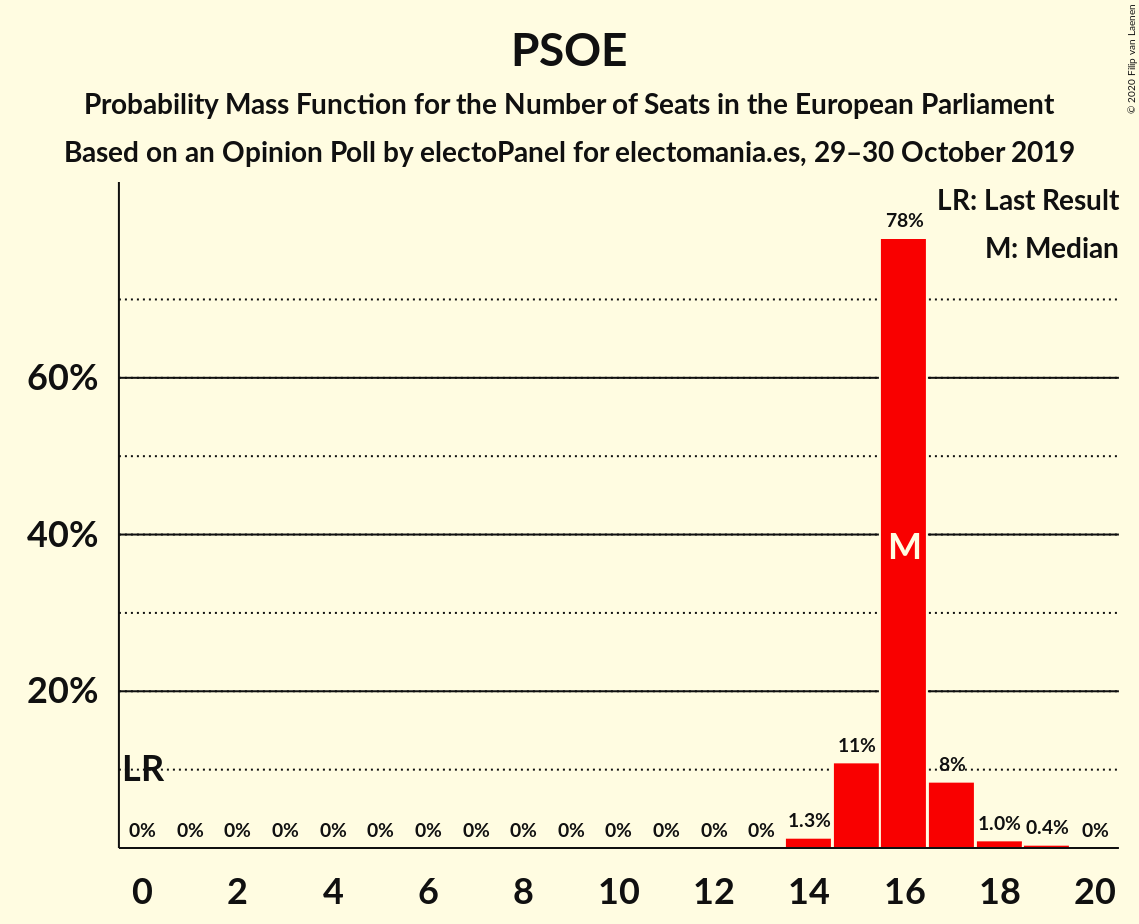 PSOE
Probability Mass Function for the Number of Seats in the European Parliament
Based on an Opinion Poll by electoPanel for electomania.es, 29–30 October 2019
© 2020 Filip van Laenen
LR: Last Result
M: Median
78%
60%
40%
M
20%
11%
LR
8%
0% 0% 0% 0% 0% 0% 0% 0% 0% 0% 0% 0% 0% 0% 1.3% 1.0% 0.4% 0%
0 2 4 6 8 10 12 14 16 18 20